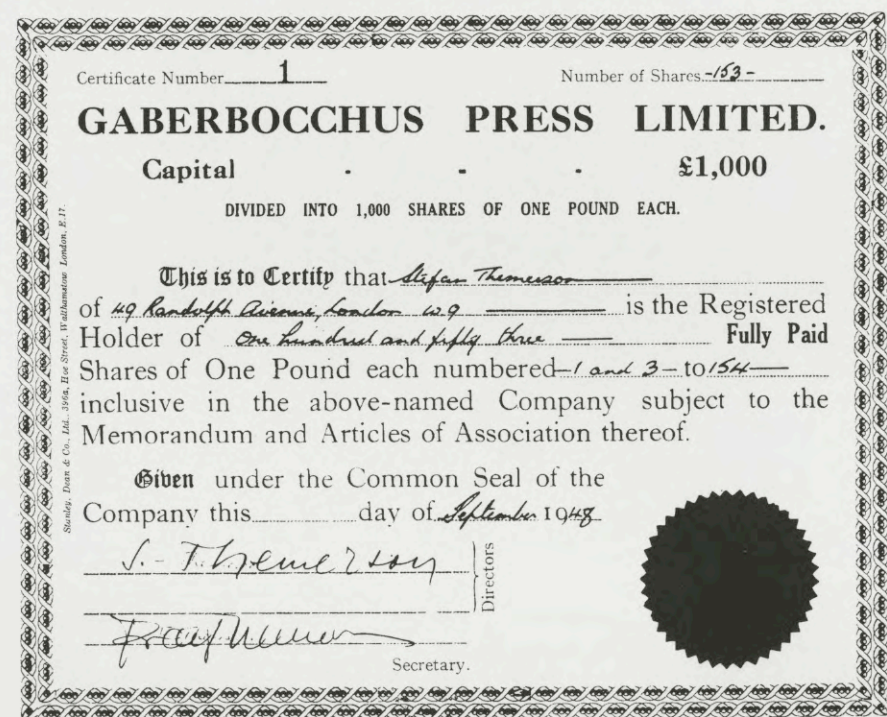 Certificate Number 1 Number of Shares -153-
GABERBOCCHUS PRESS LIMITED.
Capital - - - £1,000
DIVIDED INTO 1,000 SHARES OF ONE POUND EACH.
This is to Certify that Stefan Themerson
of 49 Randolph Avenue, London W9 is the Registered
Holder of One hundred and fifty three Fully Paid
Shares of One Pound each numbered - 1 and 3 - to 154
inclusive in the above-named Company subject to the
Memorandum and Articles of Association thereof.
Given under the Common Seal of the
Company this day of September 1948
S. Themerson
Directors
Secretary.
Stanley, Dean & Co., Ltd., 396a, Hoe Street, Walthamstow London, E.17.